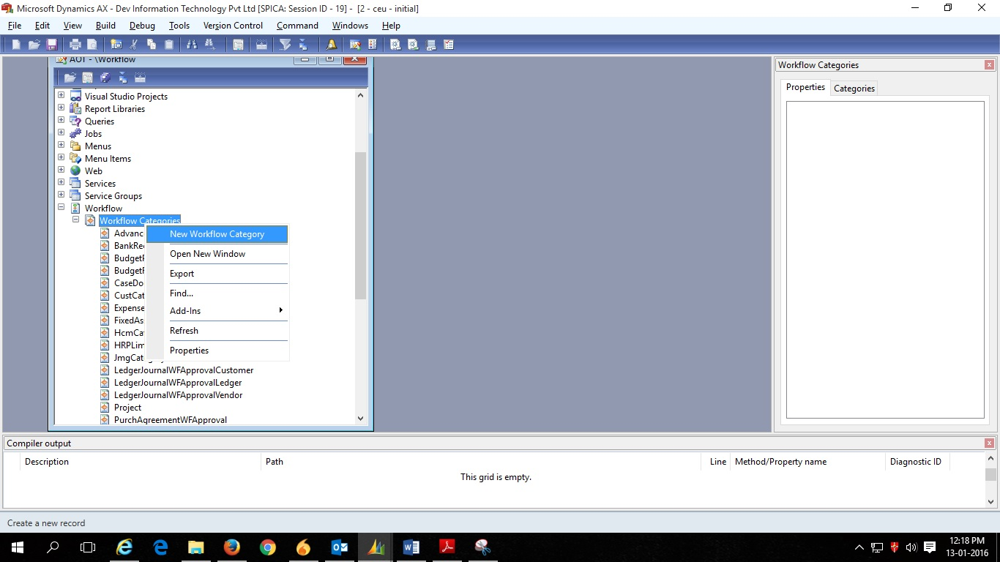 Microsoft Dynamics AX - Dev Information Technology Pvt Ltd [SPICA: Session ID - 19] - [2 - ceu - initial]
File Edit View Build Debug Tools Version Control Command Windows Help
AOT - \Workflow
Visual Studio Projects
Report Libraries
Queries
Jobs
Menus
Menu Items
Web
Services
Service Groups
Workflow
Workflow Categories
Advanc
BankRec
BudgetP
BudgetP
CaseDo
CustCat
Expense
FixedAs
HcmCat
HRPLim
JmgCat
LedgerJournalWFApprovalCustomer
LedgerJournalWFApprovalLedger
LedgerJournalWFApprovalVendor
Project
PurchAgreementWFApproval
New Workflow Category
Open New Window
Export
Find...
Add-Ins
Refresh
Properties
Workflow Categories
Properties Categories
Compiler output
Description Path Line Method/Property name Diagnostic ID
This grid is empty.
Create a new record
12:18 PM
13-01-2016